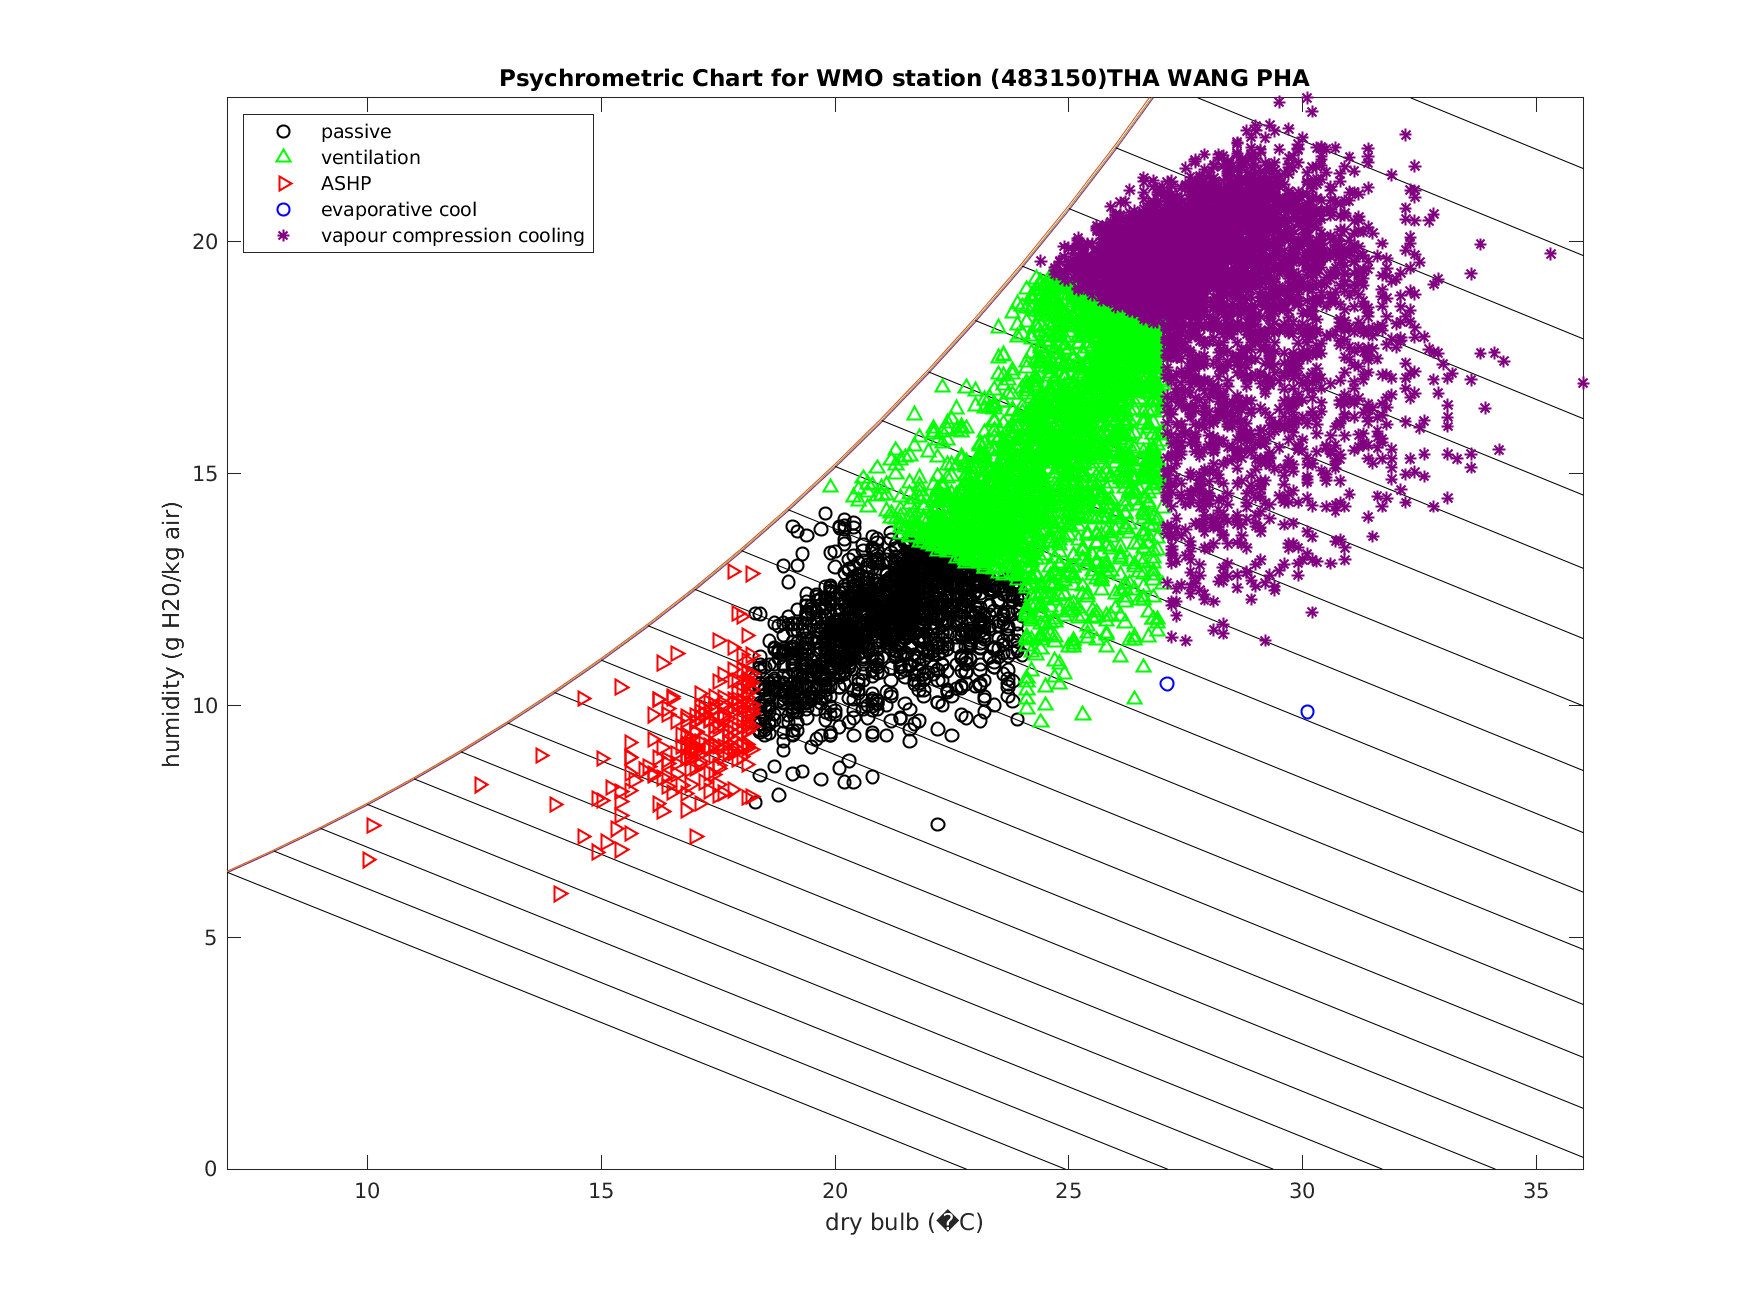 Psychrometric Chart for WMO station (483150)THA WANG PHA
passive
ventilation
ASHP
evaporative cool
vapour compression cooling
humidity (g H20/kg air)
20
15
10
5
0
10 15 20 25 30 35
dry bulb (�C)